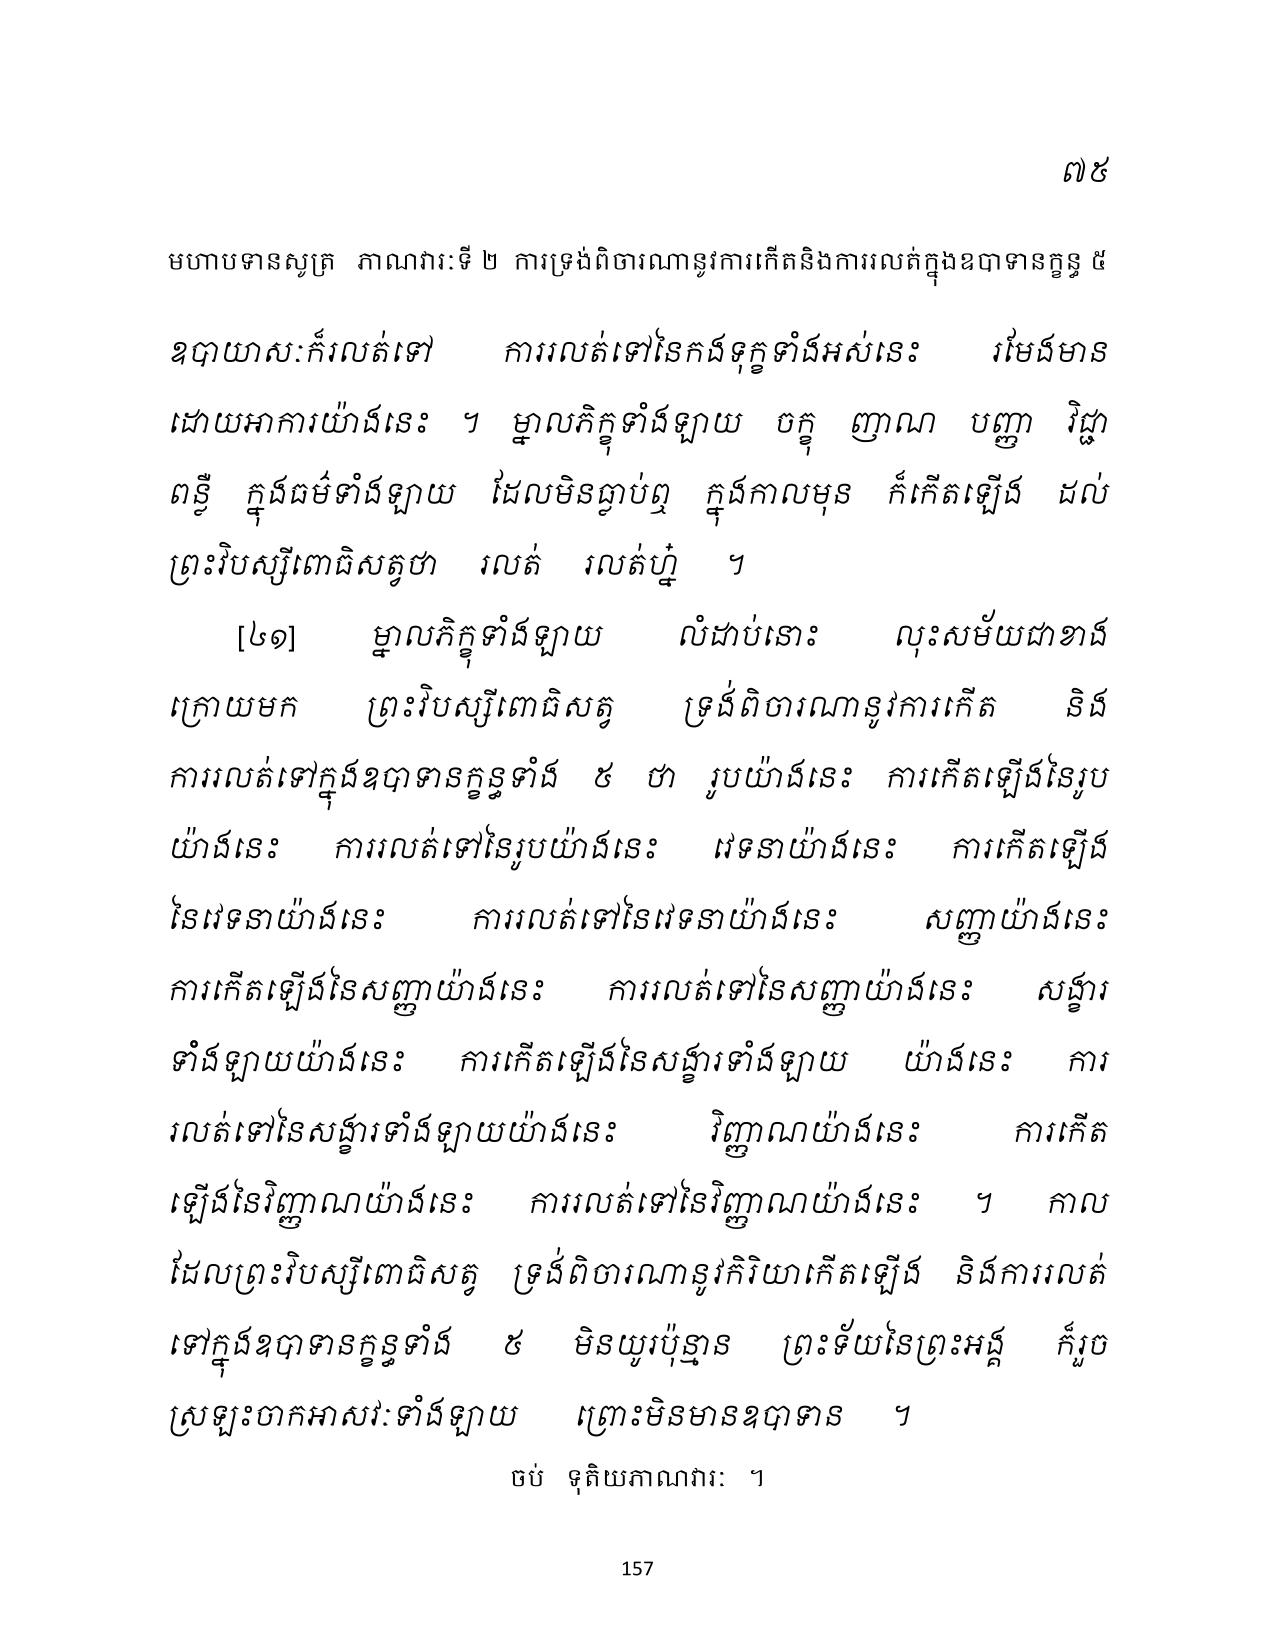 ៧៥
មហាបទានសូត្រ ភាណវារៈទី ២ ការទ្រង់ពិចារណានូវការកើតនិងការរលត់ក្នុងឧបាទានក្ខន្ធ ៥
ឧបាយាសៈក៏រលត់ទៅ ការរលត់ទៅនៃកងទុក្ខទាំងអស់នេះ រមែងមាន
ដោយអាការយ៉ាងនេះ ។ ម្នាលភិក្ខុទាំងឡាយ ចក្ខុ ញាណ បញ្ញា វិជ្ជា
ពន្លឺ ក្នុងធម៌ទាំងឡាយ ដែលមិនធ្លាប់ឮ ក្នុងកាលមុន ក៏កើតឡើង ដល់
ព្រះវិបស្សីពោធិសត្វថា រលត់ រលត់ហ្ន៎ ។
[៤១] ម្នាលភិក្ខុទាំងឡាយ លំដាប់នោះ លុះសម័យជាខាង
ក្រោយមក ព្រះវិបស្សីពោធិសត្វ ទ្រង់ពិចារណានូវការកើត និង
ការរលត់ទៅក្នុងឧបាទានក្ខន្ធទាំង ៥ ថា រូបយ៉ាងនេះ ការកើតឡើងនៃរូប
យ៉ាងនេះ ការរលត់ទៅនៃរូបយ៉ាងនេះ វេទនាយ៉ាងនេះ ការកើតឡើង
នៃវេទនាយ៉ាងនេះ ការរលត់ទៅនៃវេទនាយ៉ាងនេះ សញ្ញាយ៉ាងនេះ
ការកើតឡើងនៃសញ្ញាយ៉ាងនេះ ការរលត់ទៅនៃសញ្ញាយ៉ាងនេះ សង្ខារ
ទាំងឡាយយ៉ាងនេះ ការកើតឡើងនៃសង្ខារទាំងឡាយ យ៉ាងនេះ ការ
រលត់ទៅនៃសង្ខារទាំងឡាយយ៉ាងនេះ វិញ្ញាណយ៉ាងនេះ ការកើត
ឡើងនៃវិញ្ញាណយ៉ាងនេះ ការរលត់ទៅនៃវិញ្ញាណយ៉ាងនេះ ។ កាល
ដែលព្រះវិបស្សីពោធិសត្វ ទ្រង់ពិចារណានូវកិរិយាកើតឡើង និងការរលត់
ទៅក្នុងឧបាទានក្ខន្ធទាំង ៥ មិនយូរប៉ុន្មាន ព្រះទ័យនៃព្រះអង្គ ក៏រួច
ស្រឡះចាកអាសវៈទាំងឡាយ ព្រោះមិនមានឧបាទាន ។
ចប់ ទុតិយភាណវារៈ ។
157